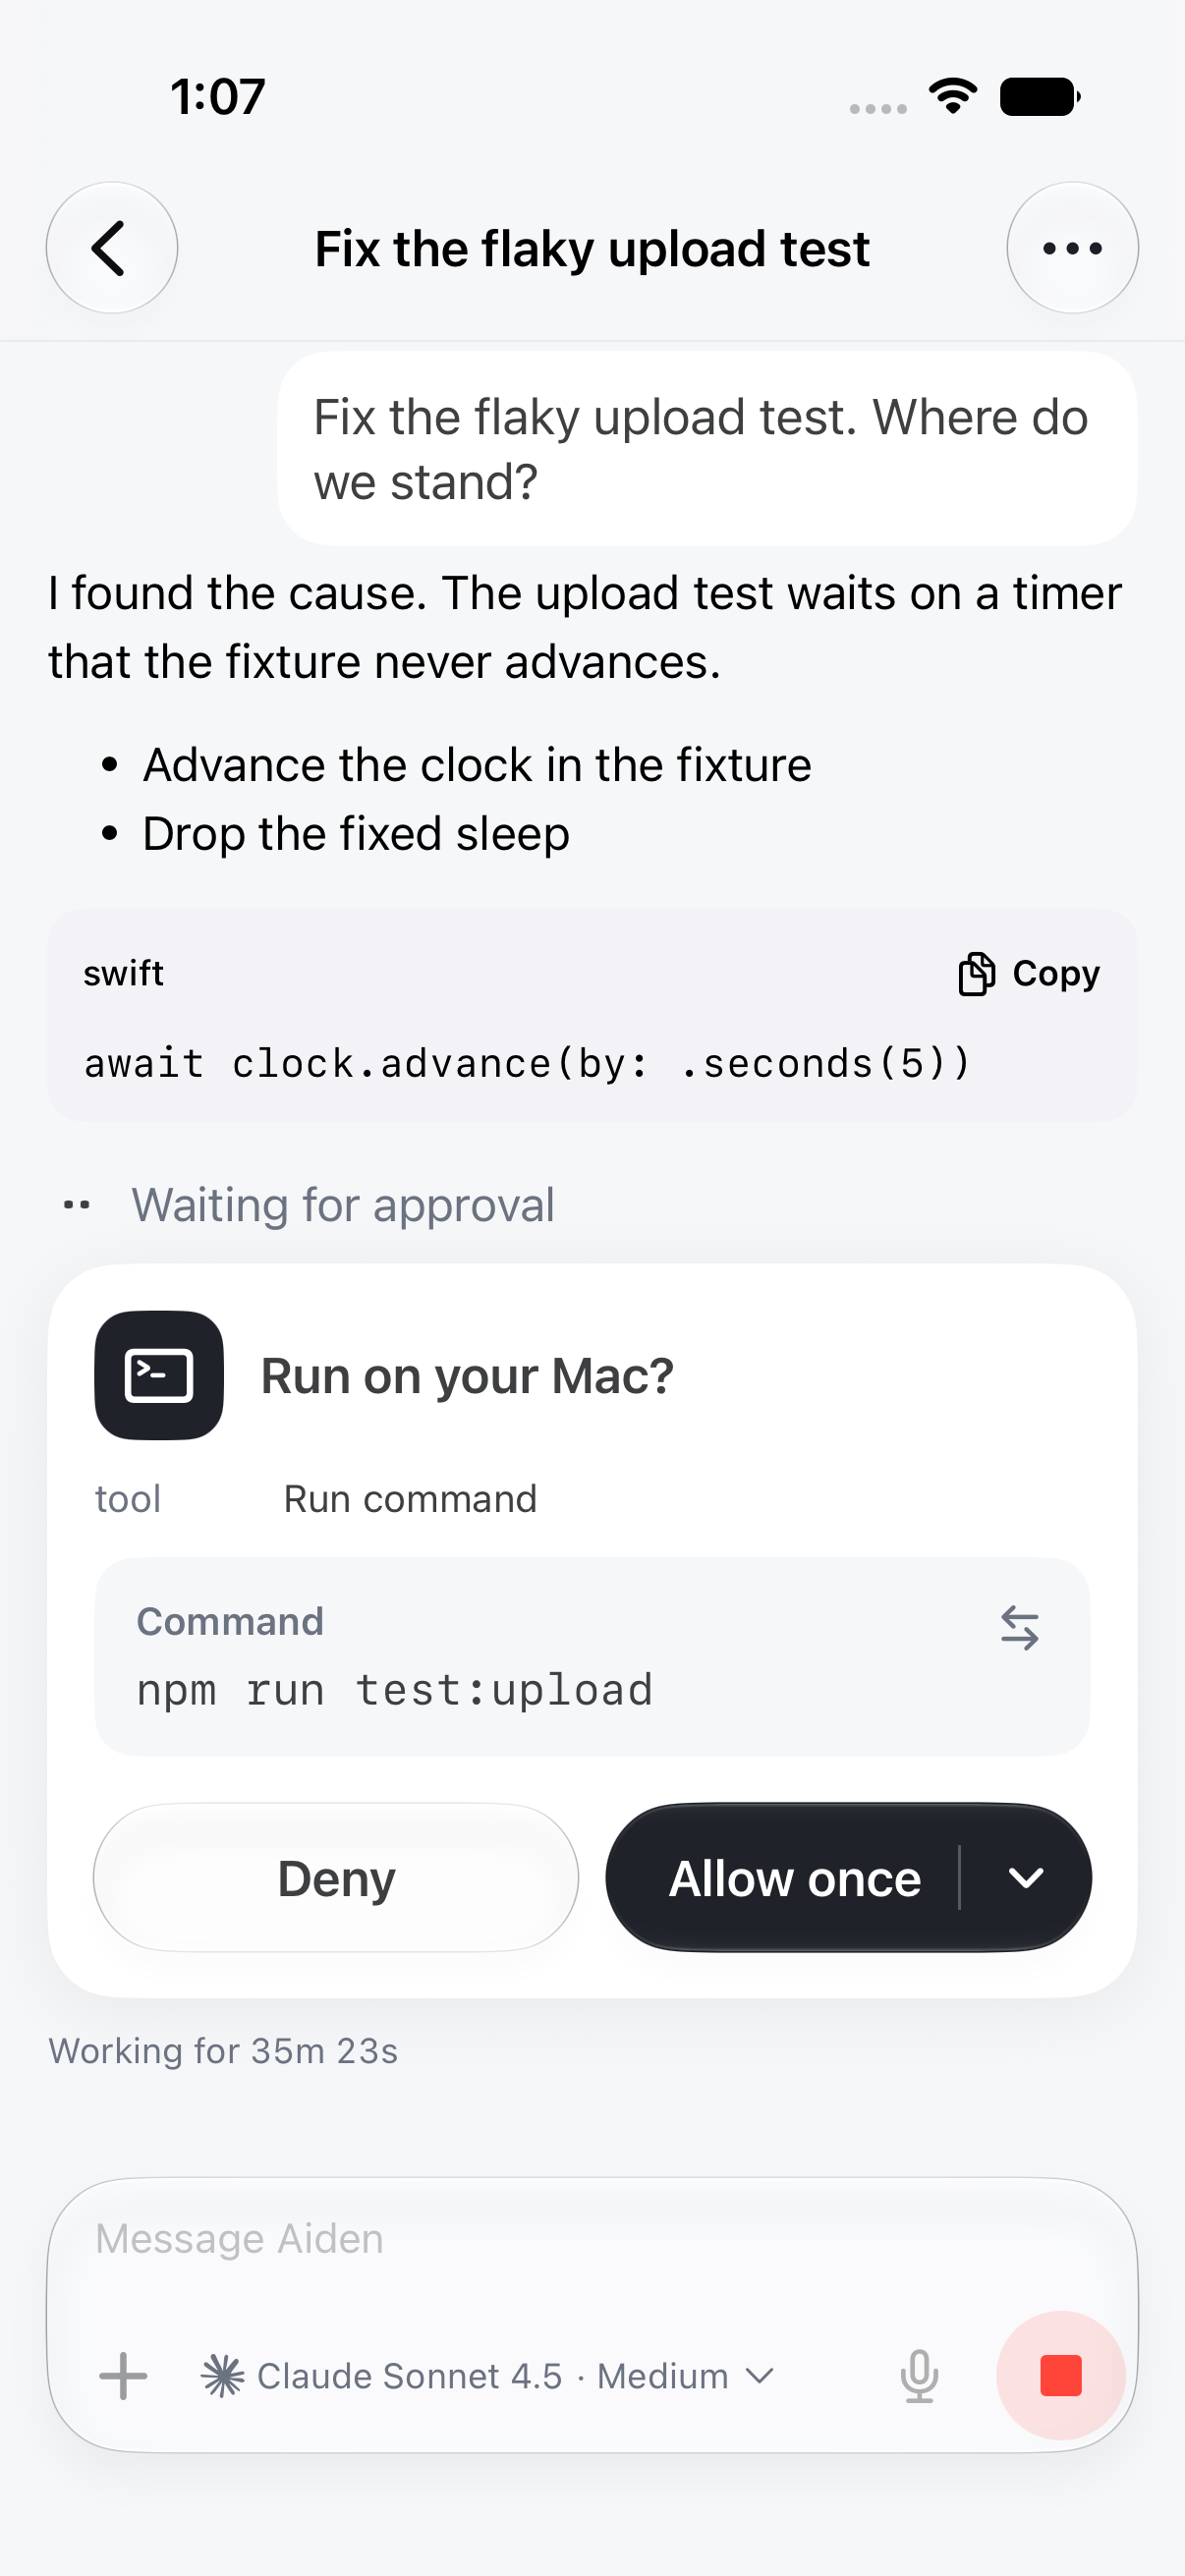 1:07
Fix the flaky upload test
Fix the flaky upload test. Where do
we stand?
I found the cause. The upload test waits on a timer
that the fixture never advances.
• Advance the clock in the fixture
• Drop the fixed sleep
swift
Copy
await clock.advance(by: .seconds(5))
Waiting for approval
Run on your Mac?
tool Run command
Command
npm run test:upload
Deny
Allow once
Working for 35m 23s
Message Aiden
Claude Sonnet 4.5 · Medium